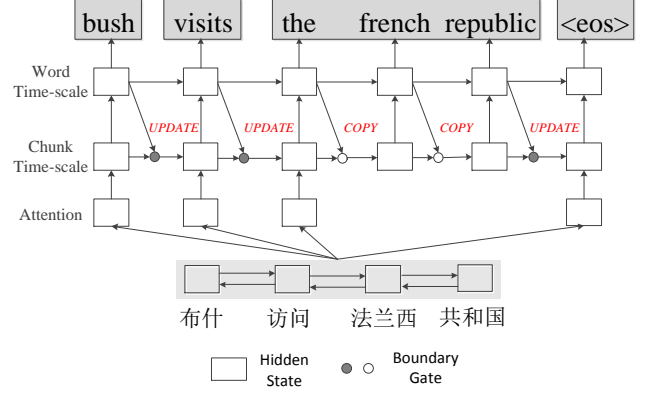 bush visits the french republic <eos>
Word
Time-scale
UPDATE UPDATE COPY COPY UPDATE
Chunk
Time-scale
Attention
布什 访问 法兰西 共和国
Hidden
State
Boundary
Gate